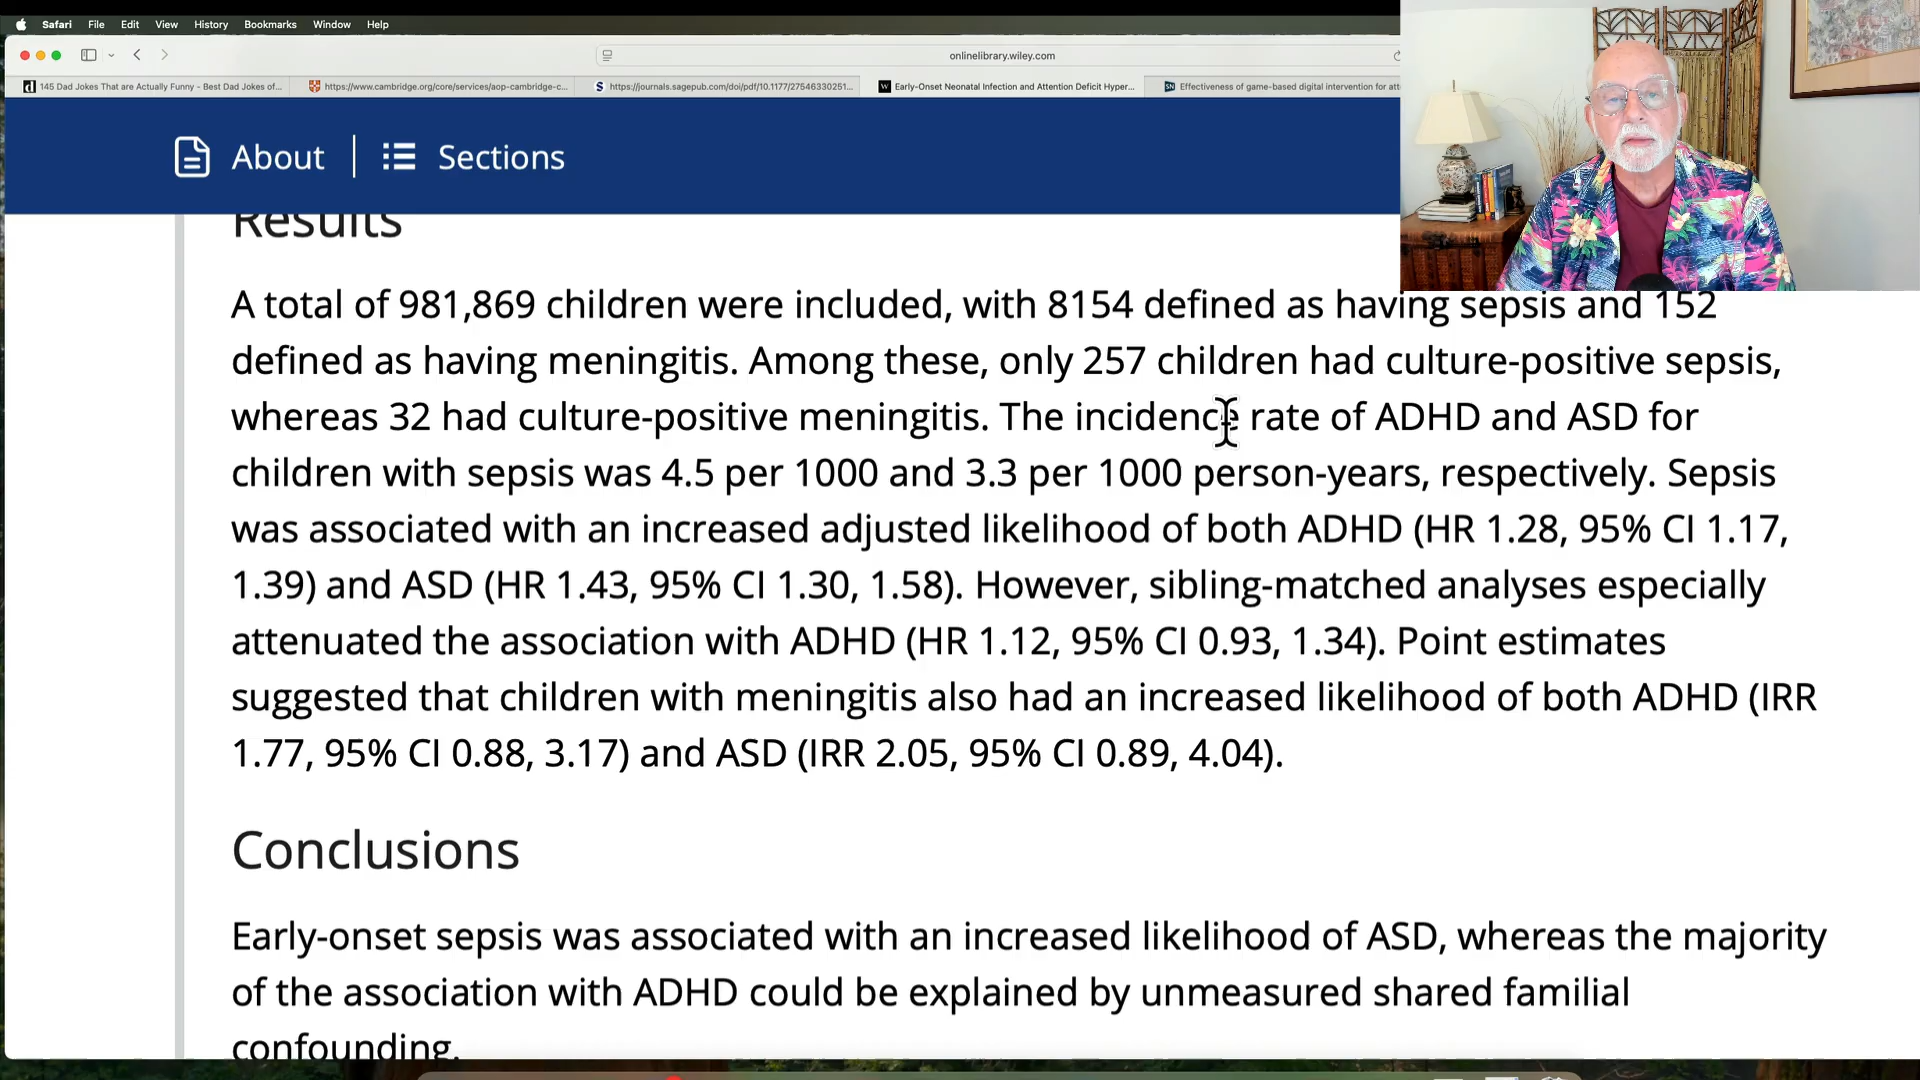 Safari File Edit View History Bookmarks Window Help
onlinelibrary.wiley.com
145 Dad Jokes That are Actually Funny - Best Dad Jokes of... https://www.cambridge.org/core/services/aop-cambridge-c... https://journals.sagepub.com/doi/pdf/10.1177/27546330251... Early-Onset Neonatal Infection and Attention Deficit Hyper... Effectiveness of game-based digital intervention for att
About Sections
Results
A total of 981,869 children were included, with 8154 defined as having sepsis and 152
defined as having meningitis. Among these, only 257 children had culture-positive sepsis,
whereas 32 had culture-positive meningitis. The incidence rate of ADHD and ASD for
children with sepsis was 4.5 per 1000 and 3.3 per 1000 person-years, respectively. Sepsis
was associated with an increased adjusted likelihood of both ADHD (HR 1.28, 95% CI 1.17,
1.39) and ASD (HR 1.43, 95% CI 1.30, 1.58). However, sibling-matched analyses especially
attenuated the association with ADHD (HR 1.12, 95% CI 0.93, 1.34). Point estimates
suggested that children with meningitis also had an increased likelihood of both ADHD (IRR
1.77, 95% CI 0.88, 3.17) and ASD (IRR 2.05, 95% CI 0.89, 4.04).
Conclusions
Early-onset sepsis was associated with an increased likelihood of ASD, whereas the majority
of the association with ADHD could be explained by unmeasured shared familial
confounding.